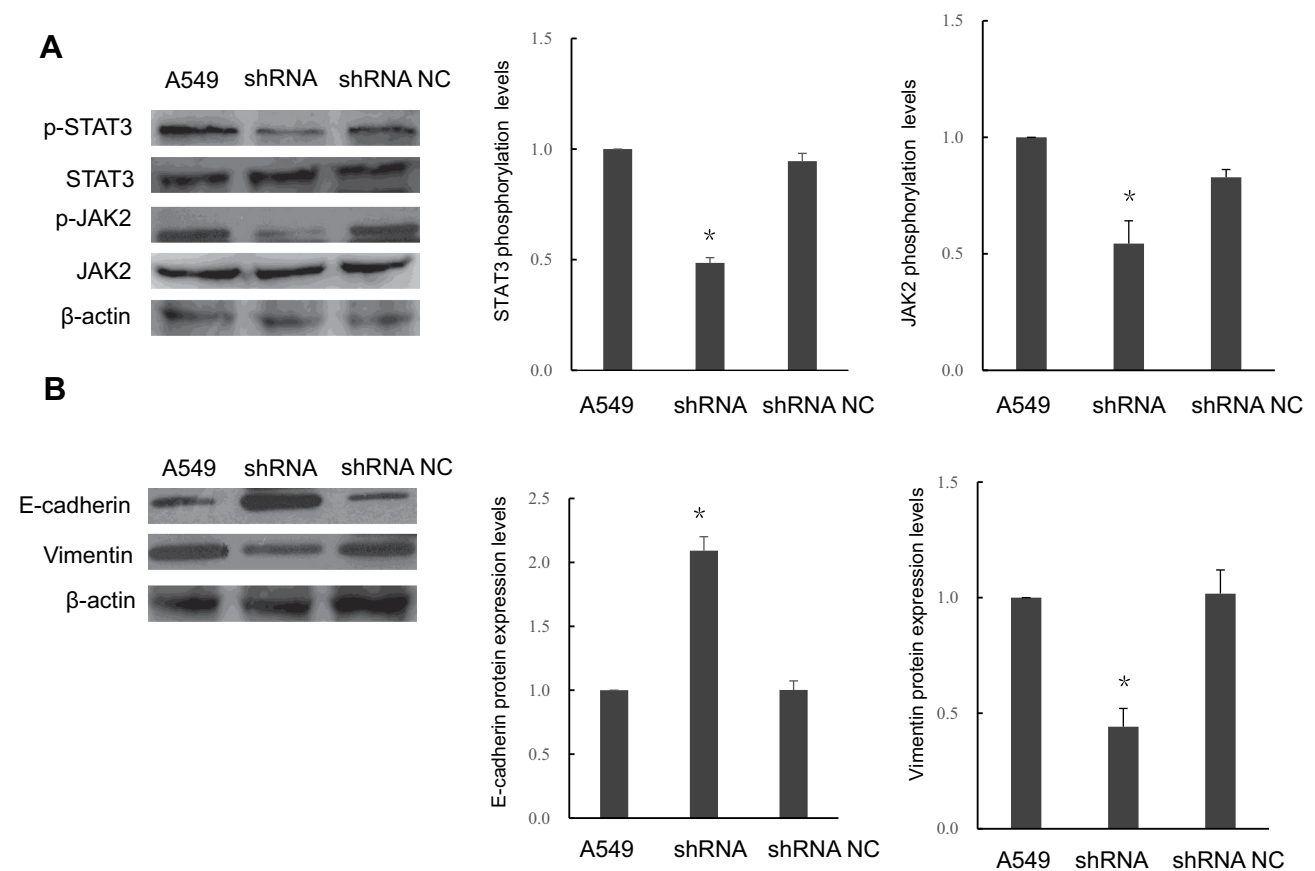 A
A549 shRNA shRNA NC
p-STAT3
STAT3
p-JAK2
JAK2
β-actin
STAT3 phosphorylation levels
1.5
1.0
0.5
0.0
*
A549 shRNA shRNA NC
JAK2 phosphorylation levels
1.5
1.0
0.5
0.0
*
A549 shRNA shRNA NC
B
A549 shRNA shRNA NC
E-cadherin
Vimentin
β-actin
E-cadherin protein expression levels
2.5
2.0
1.5
1.0
0.5
0.0
*
A549 shRNA shRNA NC
Vimentin protein expression levels
1.5
1.0
0.5
0.0
*
A549 shRNA shRNA NC